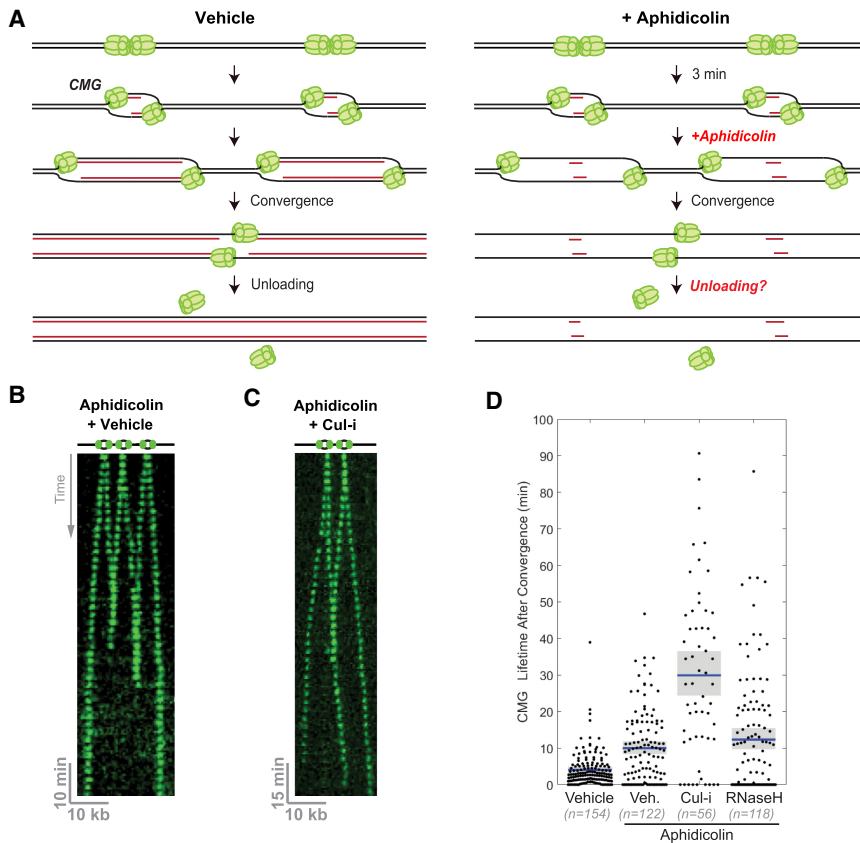 A
Vehicle
+ Aphidicolin
CMG
3 min
+Aphidicolin
Convergence
Convergence
Unloading
Unloading?
B
Aphidicolin
+ Vehicle
Time
10 min
10 kb
C
Aphidicolin
+ Cul-i
15 min
10 kb
D
CMG Lifetime After Convergence (min)
100
90
80
70
60
50
40
30
20
10
0
Vehicle Veh. Cul-i RNaseH
(n=154) (n=122) (n=56) (n=118)
Aphidicolin